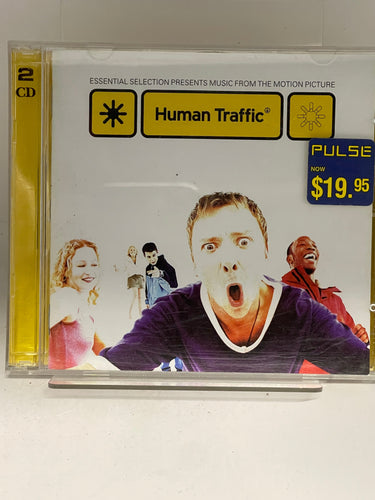 2
CD
ESSENTIAL SELECTION PRESENTS MUSIC FROM THE MOTION PICTURE
Human Traffic
PULSE
NOW
$19.95